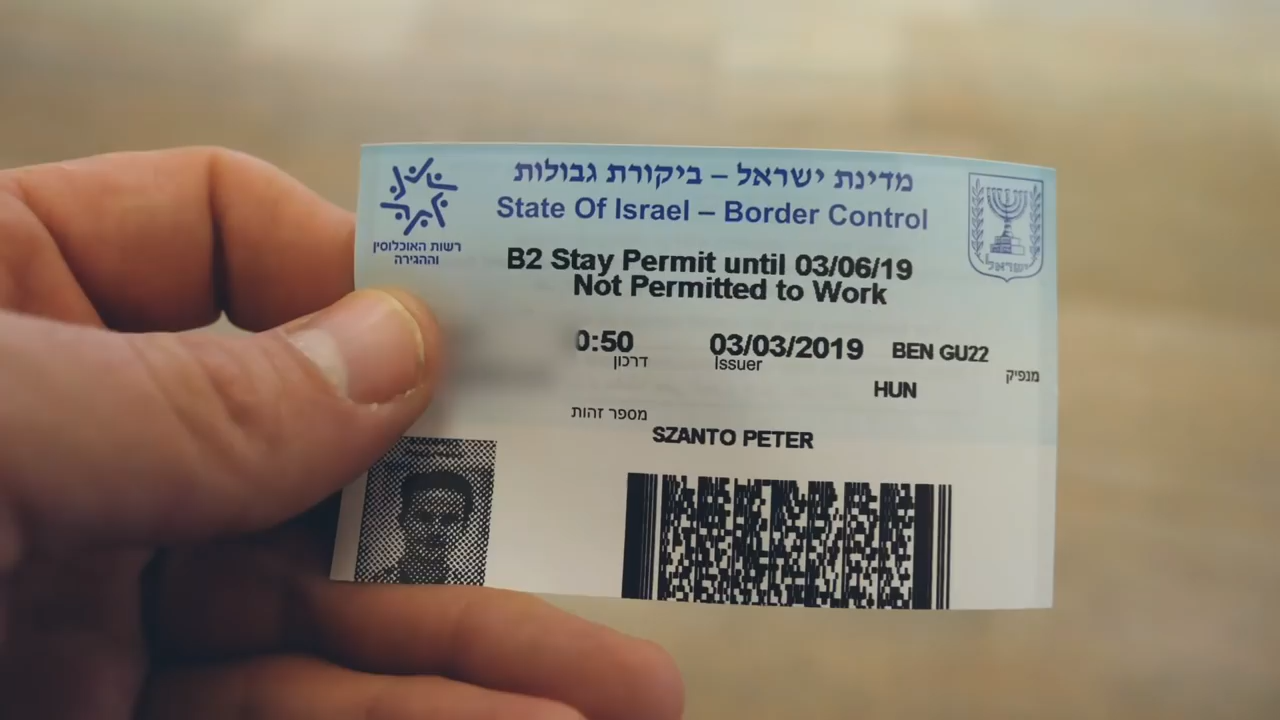 מדינת ישראל – ביקורת גבולות
State Of Israel – Border Control
רשות האוכלוסין
וההגירה
ישראל
B2 Stay Permit until 03/06/19
Not Permitted to Work
0:50 03/03/2019 BEN GU22
דרכון Issuer מנפיק
HUN
מספר זהות
SZANTO PETER